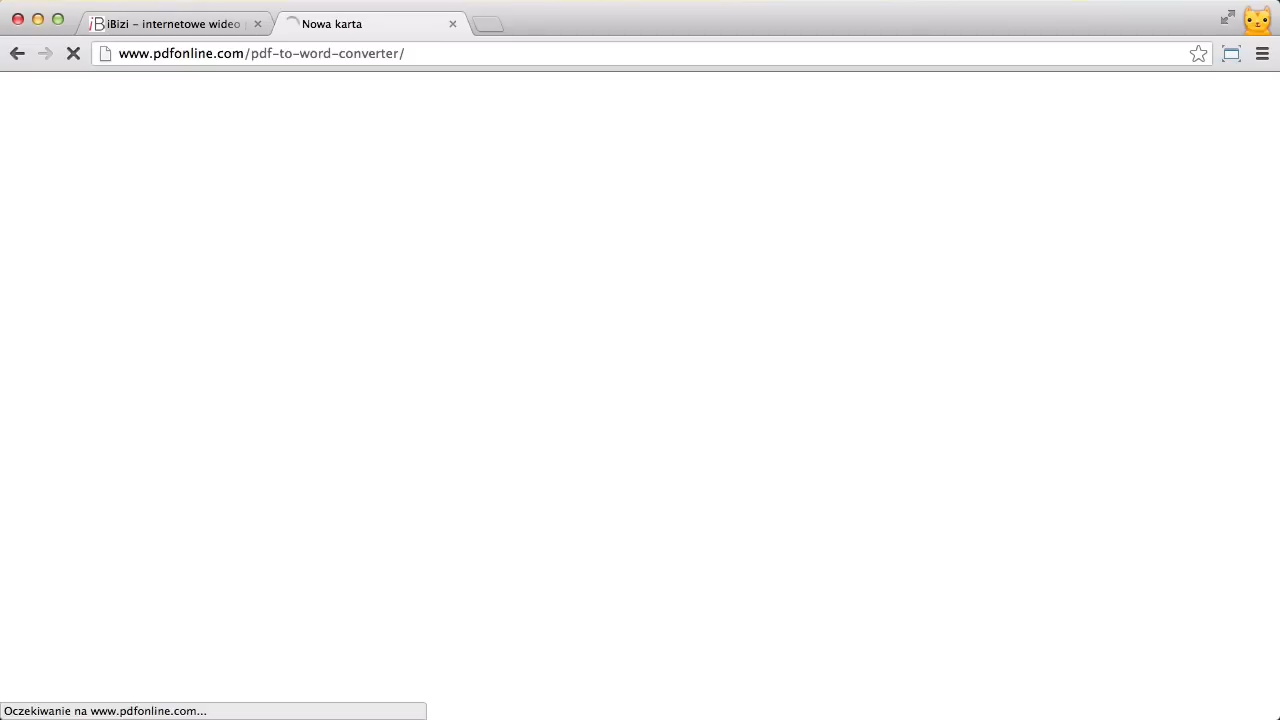 iBizi – internetowe wideo
Nowa karta
www.pdfonline.com/pdf-to-word-converter/
Oczekiwanie na www.pdfonline.com...